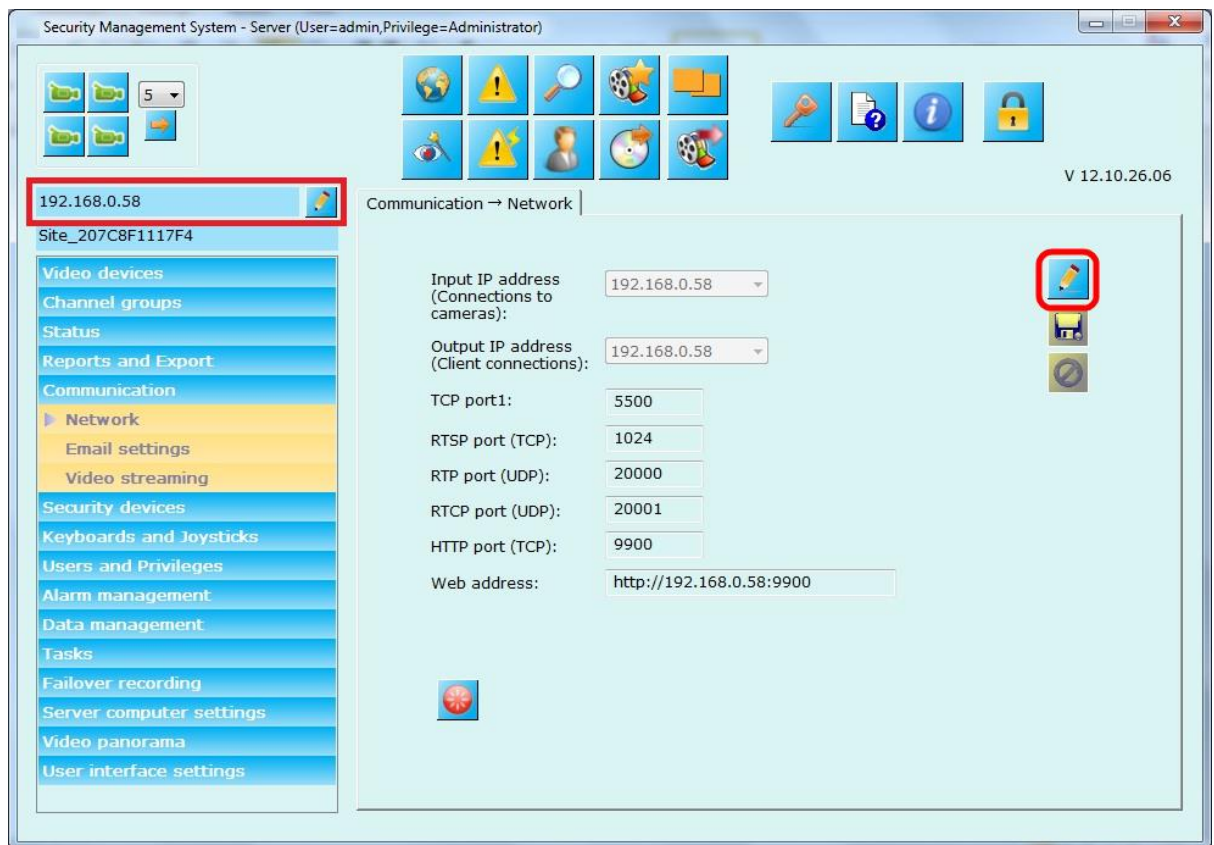 Security Management System - Server (User=admin,Privilege=Administrator)
5
V 12.10.26.06
192.168.0.58
Site_207C8F1117F4
Video devices
Channel groups
Status
Reports and Export
Communication
Network
Email settings
Video streaming
Security devices
Keyboards and Joysticks
Users and Privileges
Alarm management
Data management
Tasks
Failover recording
Server computer settings
Video panorama
User interface settings
Communication → Network
Input IP address
(Connections to
cameras):
192.168.0.58
Output IP address
(Client connections):
192.168.0.58
TCP port1:
5500
RTSP port (TCP):
1024
RTP port (UDP):
20000
RTCP port (UDP):
20001
HTTP port (TCP):
9900
Web address:
http://192.168.0.58:9900